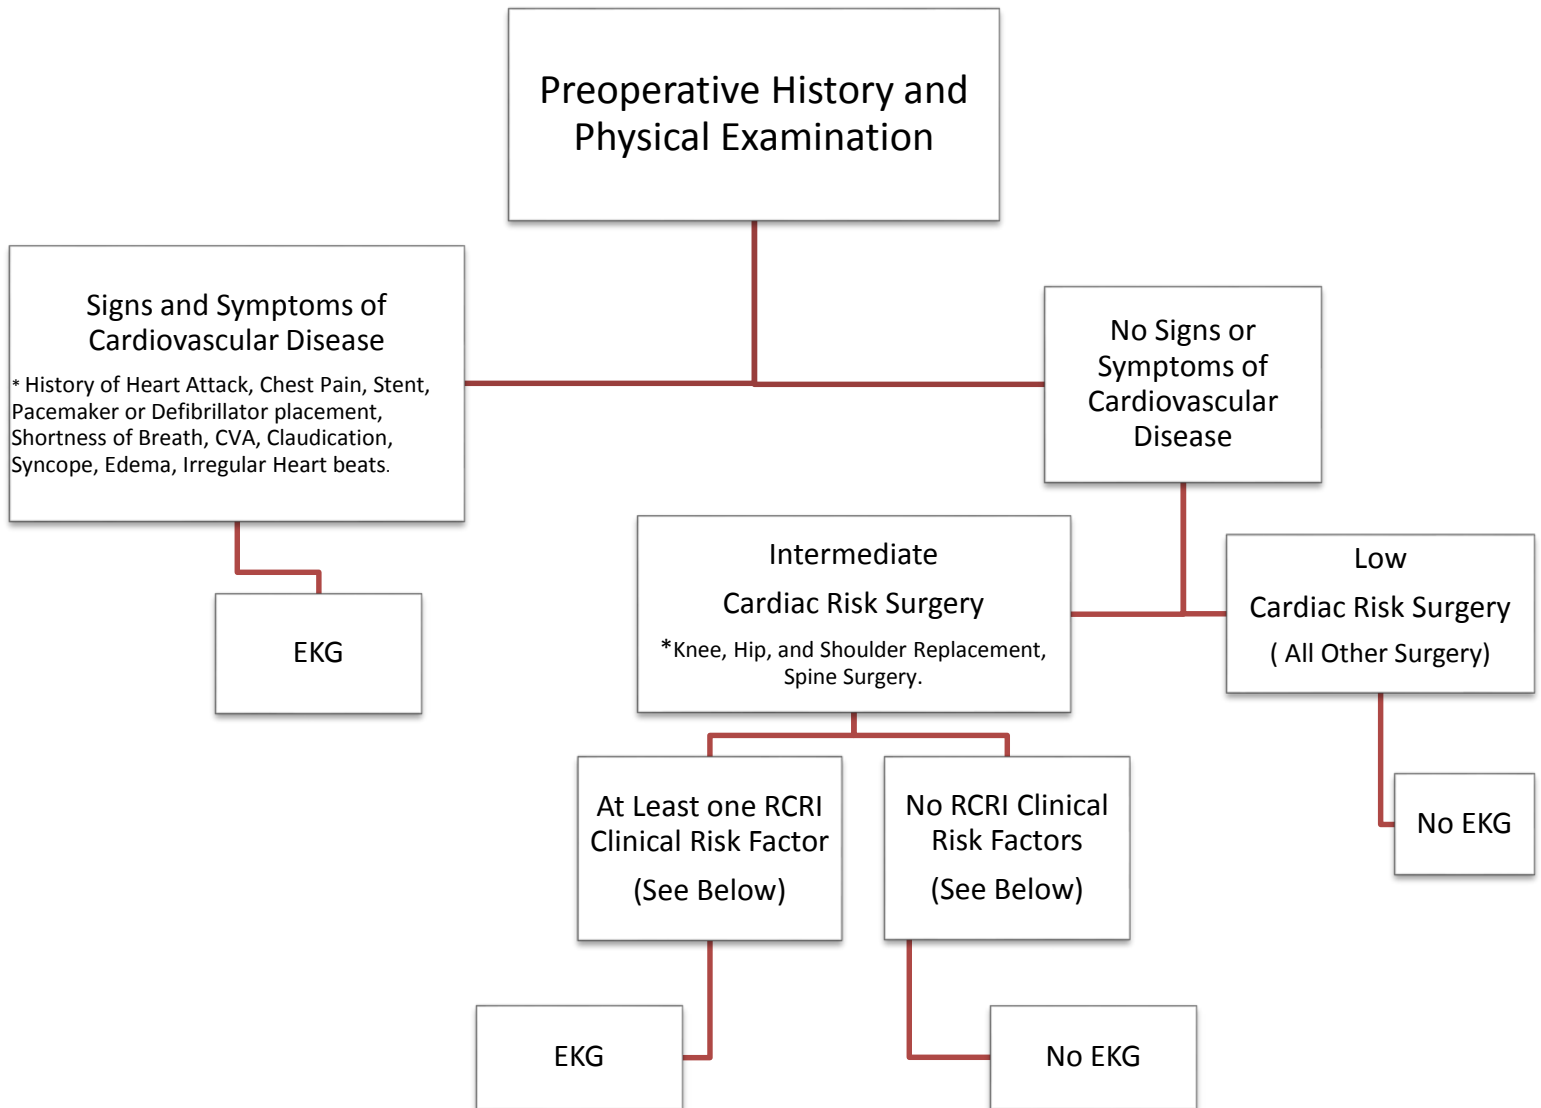 Preoperative History and
Physical Examination
Signs and Symptoms of
Cardiovascular Disease
* History of Heart Attack, Chest Pain, Stent,
Pacemaker or Defibrillator placement,
Shortness of Breath, CVA, Claudication,
Syncope, Edema, Irregular Heart beats.
No Signs or
Symptoms of
Cardiovascular
Disease
EKG
Intermediate
Cardiac Risk Surgery
*Knee, Hip, and Shoulder Replacement,
Spine Surgery.
Low
Cardiac Risk Surgery
( All Other Surgery)
At Least one RCRI
Clinical Risk Factor
(See Below)
No RCRI Clinical
Risk Factors
(See Below)
No EKG
EKG
No EKG